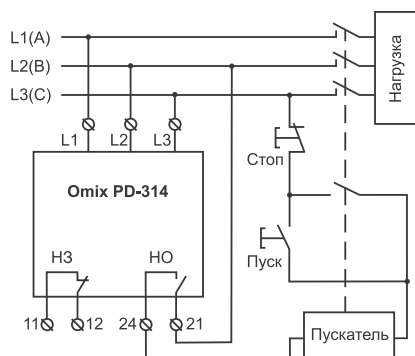 L1(A)
L2(B)
L3(C)
Нагрузка
L1
L2
L3
Стоп
Omix PD-314
НЗ
НО
Пуск
11
12
24
21
Пускатель